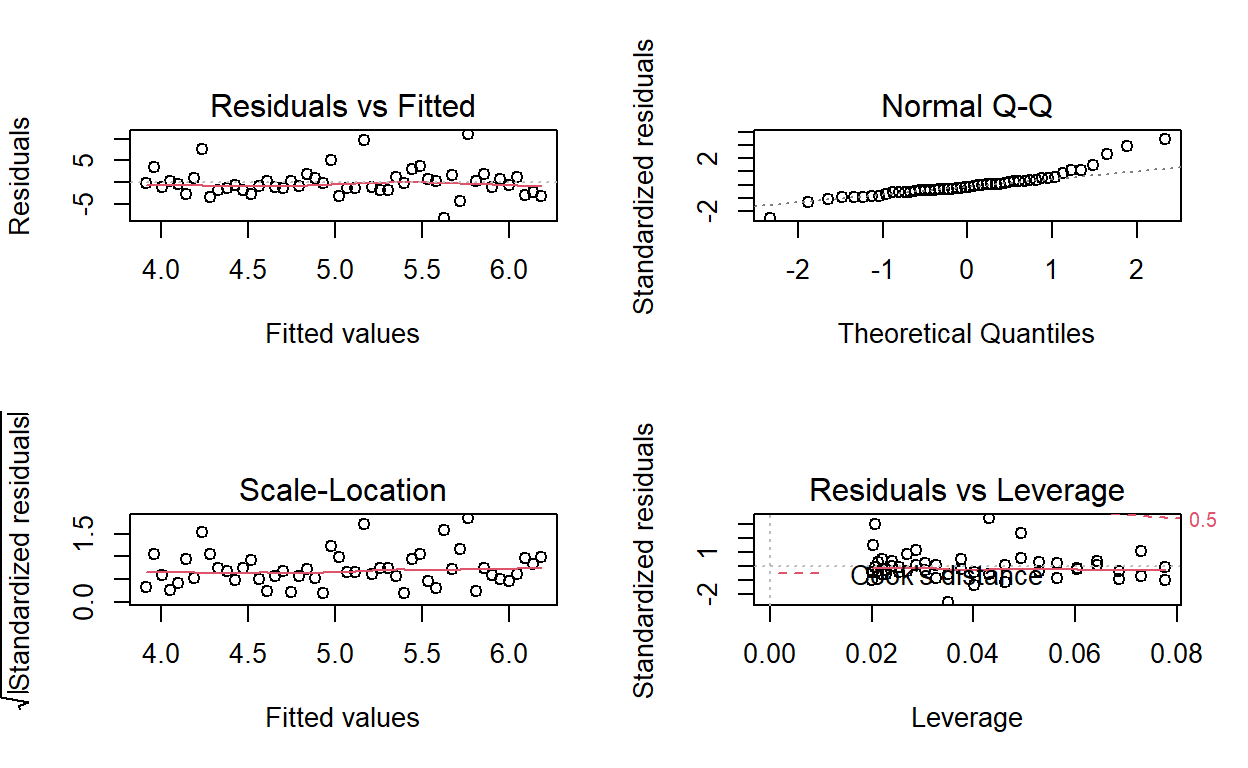 Residuals vs Fitted
Residuals
5
-5
4.0 4.5 5.0 5.5 6.0
Fitted values
Normal Q-Q
Standardized residuals
2
-2
-2 -1 0 1 2
Theoretical Quantiles
Scale-Location
√|Standardized residuals|
1.5
0.0
4.0 4.5 5.0 5.5 6.0
Fitted values
Residuals vs Leverage
Standardized residuals
0.5
1
-2
Cook's distance
0.00 0.02 0.04 0.06 0.08
Leverage